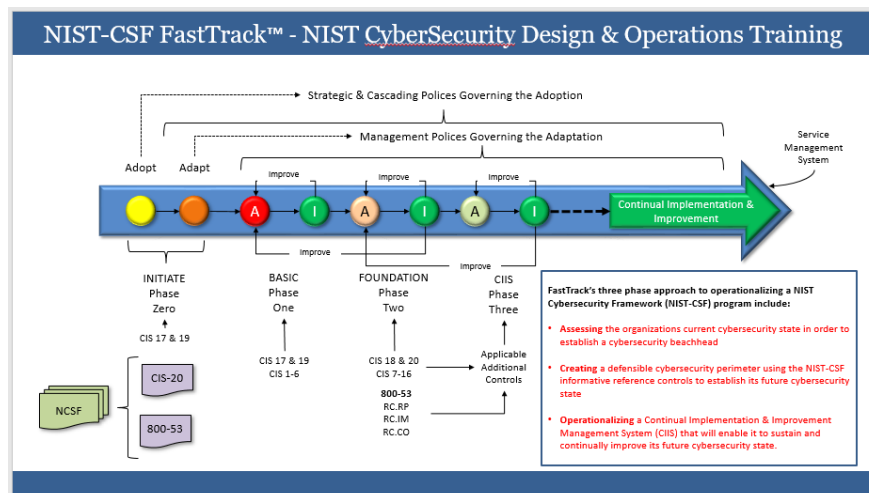 NIST-CSF FastTrack™ - NIST CyberSecurity Design & Operations Training
Strategic & Cascading Polices Governing the Adoption
Management Polices Governing the Adaptation
Service
Management
System
Adopt
Adapt
Improve
Improve
Improve
A
I
A
I
A
I
Continual Implementation &
Improvement
Improve
Improve
INITIATE
Phase
Zero
BASIC
Phase
One
FOUNDATION
Phase
Two
CIIS
Phase
Three
CIS 17 & 19
CIS 17 & 19
CIS 1-6
CIS 18 & 20
CIS 7-16
800-53
RC.RP
RC.IM
RC.CO
Applicable
Additional
Controls
NCSF
CIS-20
800-53
FastTrack's three phase approach to operationalizing a NIST
Cybersecurity Framework (NIST-CSF) program include:
• Assessing the organizations current cybersecurity state in order to
establish a cybersecurity beachhead
• Creating a defensible cybersecurity perimeter using the NIST-CSF
informative reference controls to establish its future cybersecurity
state
• Operationalizing a Continual Implementation & Improvement
Management System (CIIS) that will enable it to sustain and
continually improve its future cybersecurity state.